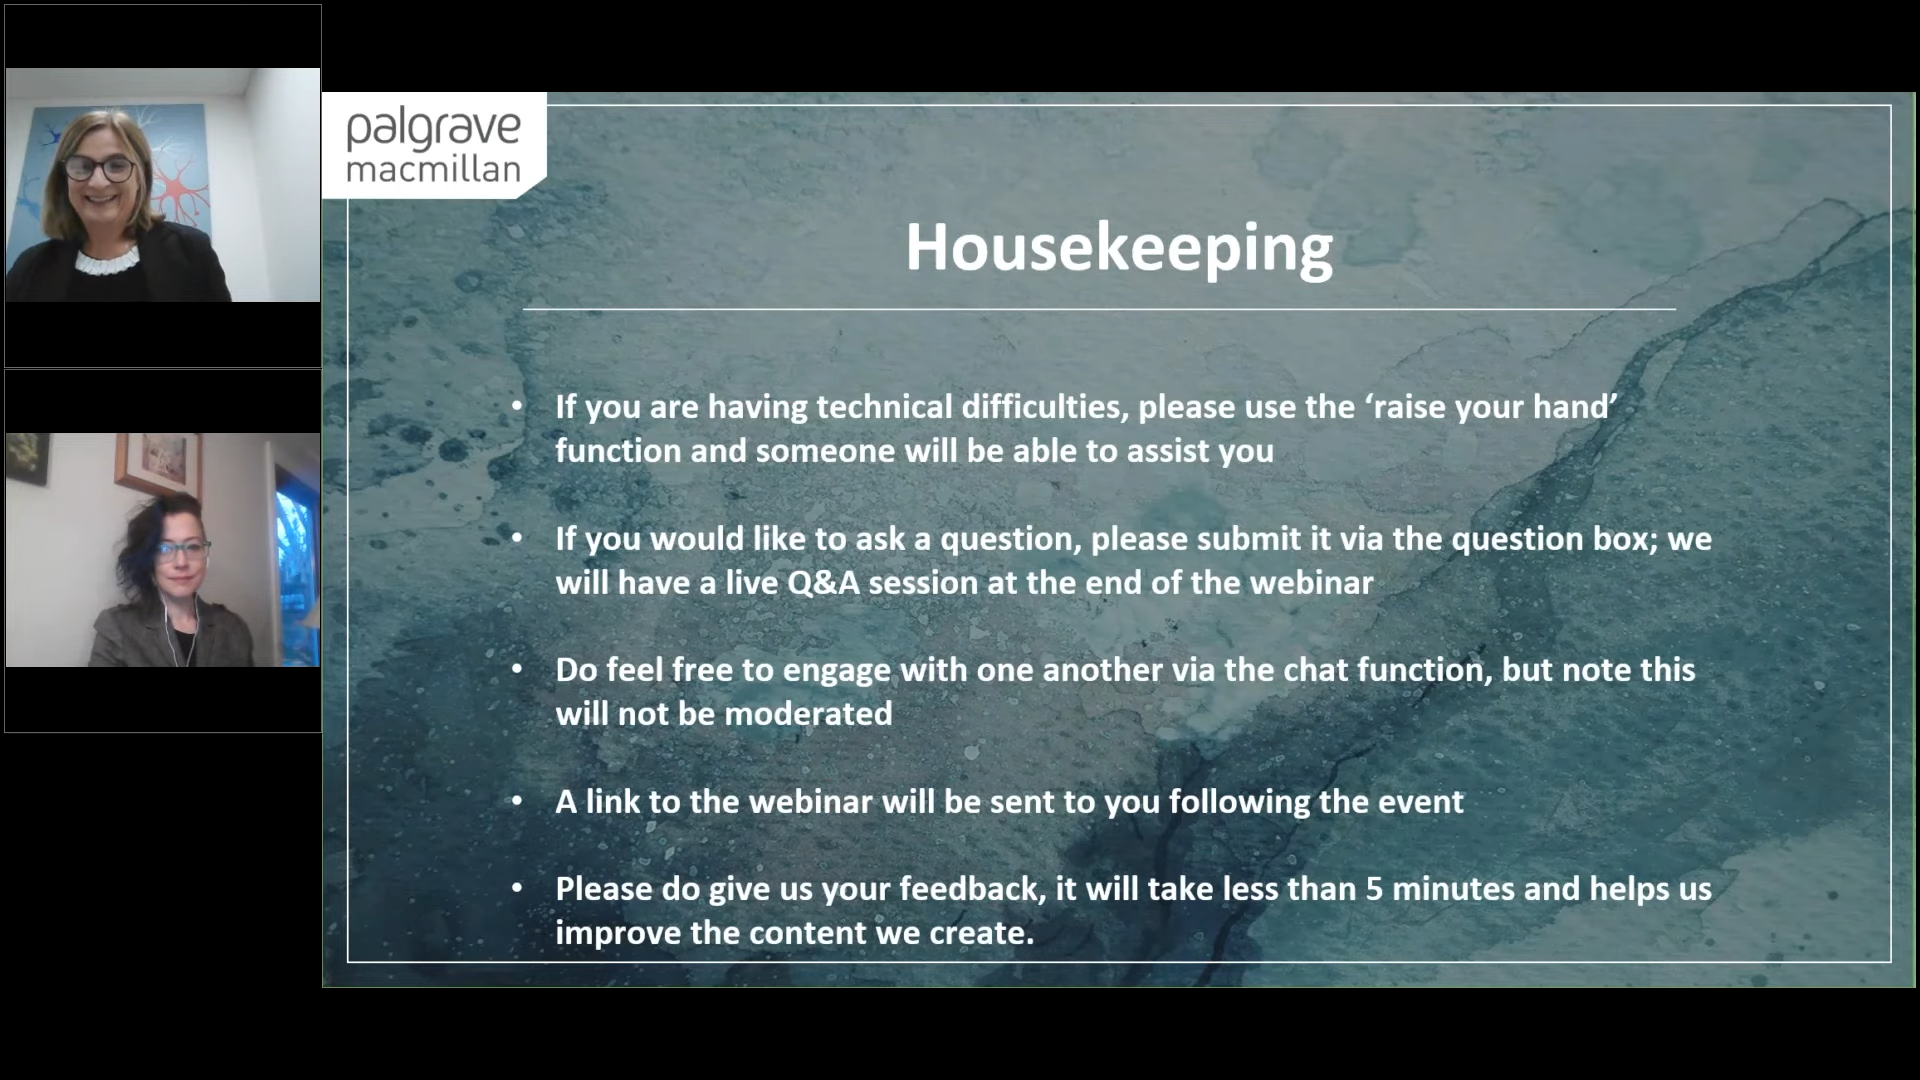 palgrave
macmillan
Housekeeping
• If you are having technical difficulties, please use the ‘raise your hand’
function and someone will be able to assist you
• If you would like to ask a question, please submit it via the question box; we
will have a live Q&A session at the end of the webinar
• Do feel free to engage with one another via the chat function, but note this
will not be moderated
• A link to the webinar will be sent to you following the event
• Please do give us your feedback, it will take less than 5 minutes and helps us
improve the content we create.